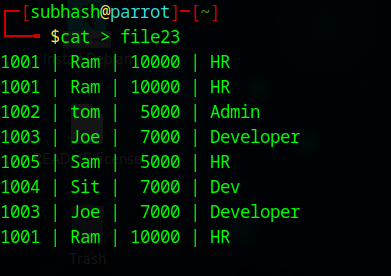 [subhash@parrot]-[~]
$cat > file23
1001 | Ram | 10000 | HR
1001 | Ram | 10000 | HR
1002 | tom |  5000 | Admin
1003 | Joe |  7000 | Developer
1005 | Sam | 5000 | HR
1004 | Sit |  7000 | Dev
1003 | Joe |  7000 | Developer
1001 | Ram | 10000 | HR
Trash